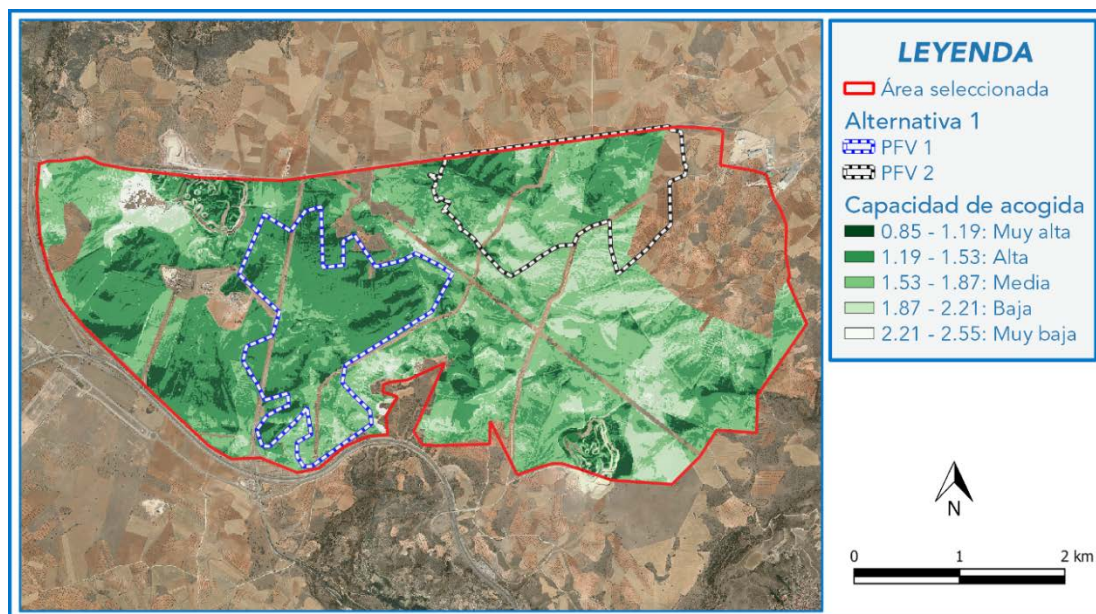 LEYENDA
Área seleccionada
Alternativa 1
PFV 1
PFV 2
Capacidad de acogida
0.85 - 1.19: Muy alta
1.19 - 1.53: Alta
1.53 - 1.87: Media
1.87 - 2.21: Baja
2.21 - 2.55: Muy baja
N
0 1 2 km